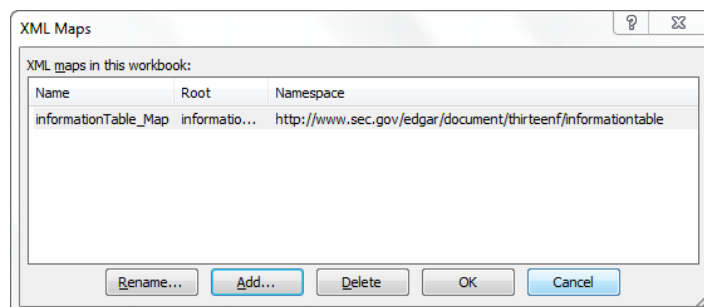 XML Maps
XML maps in this workbook:
Name Root Namespace
informationTable_Map informatio... http://www.sec.gov/edgar/document/thirteenf/informationtable
Rename... Add... Delete OK Cancel